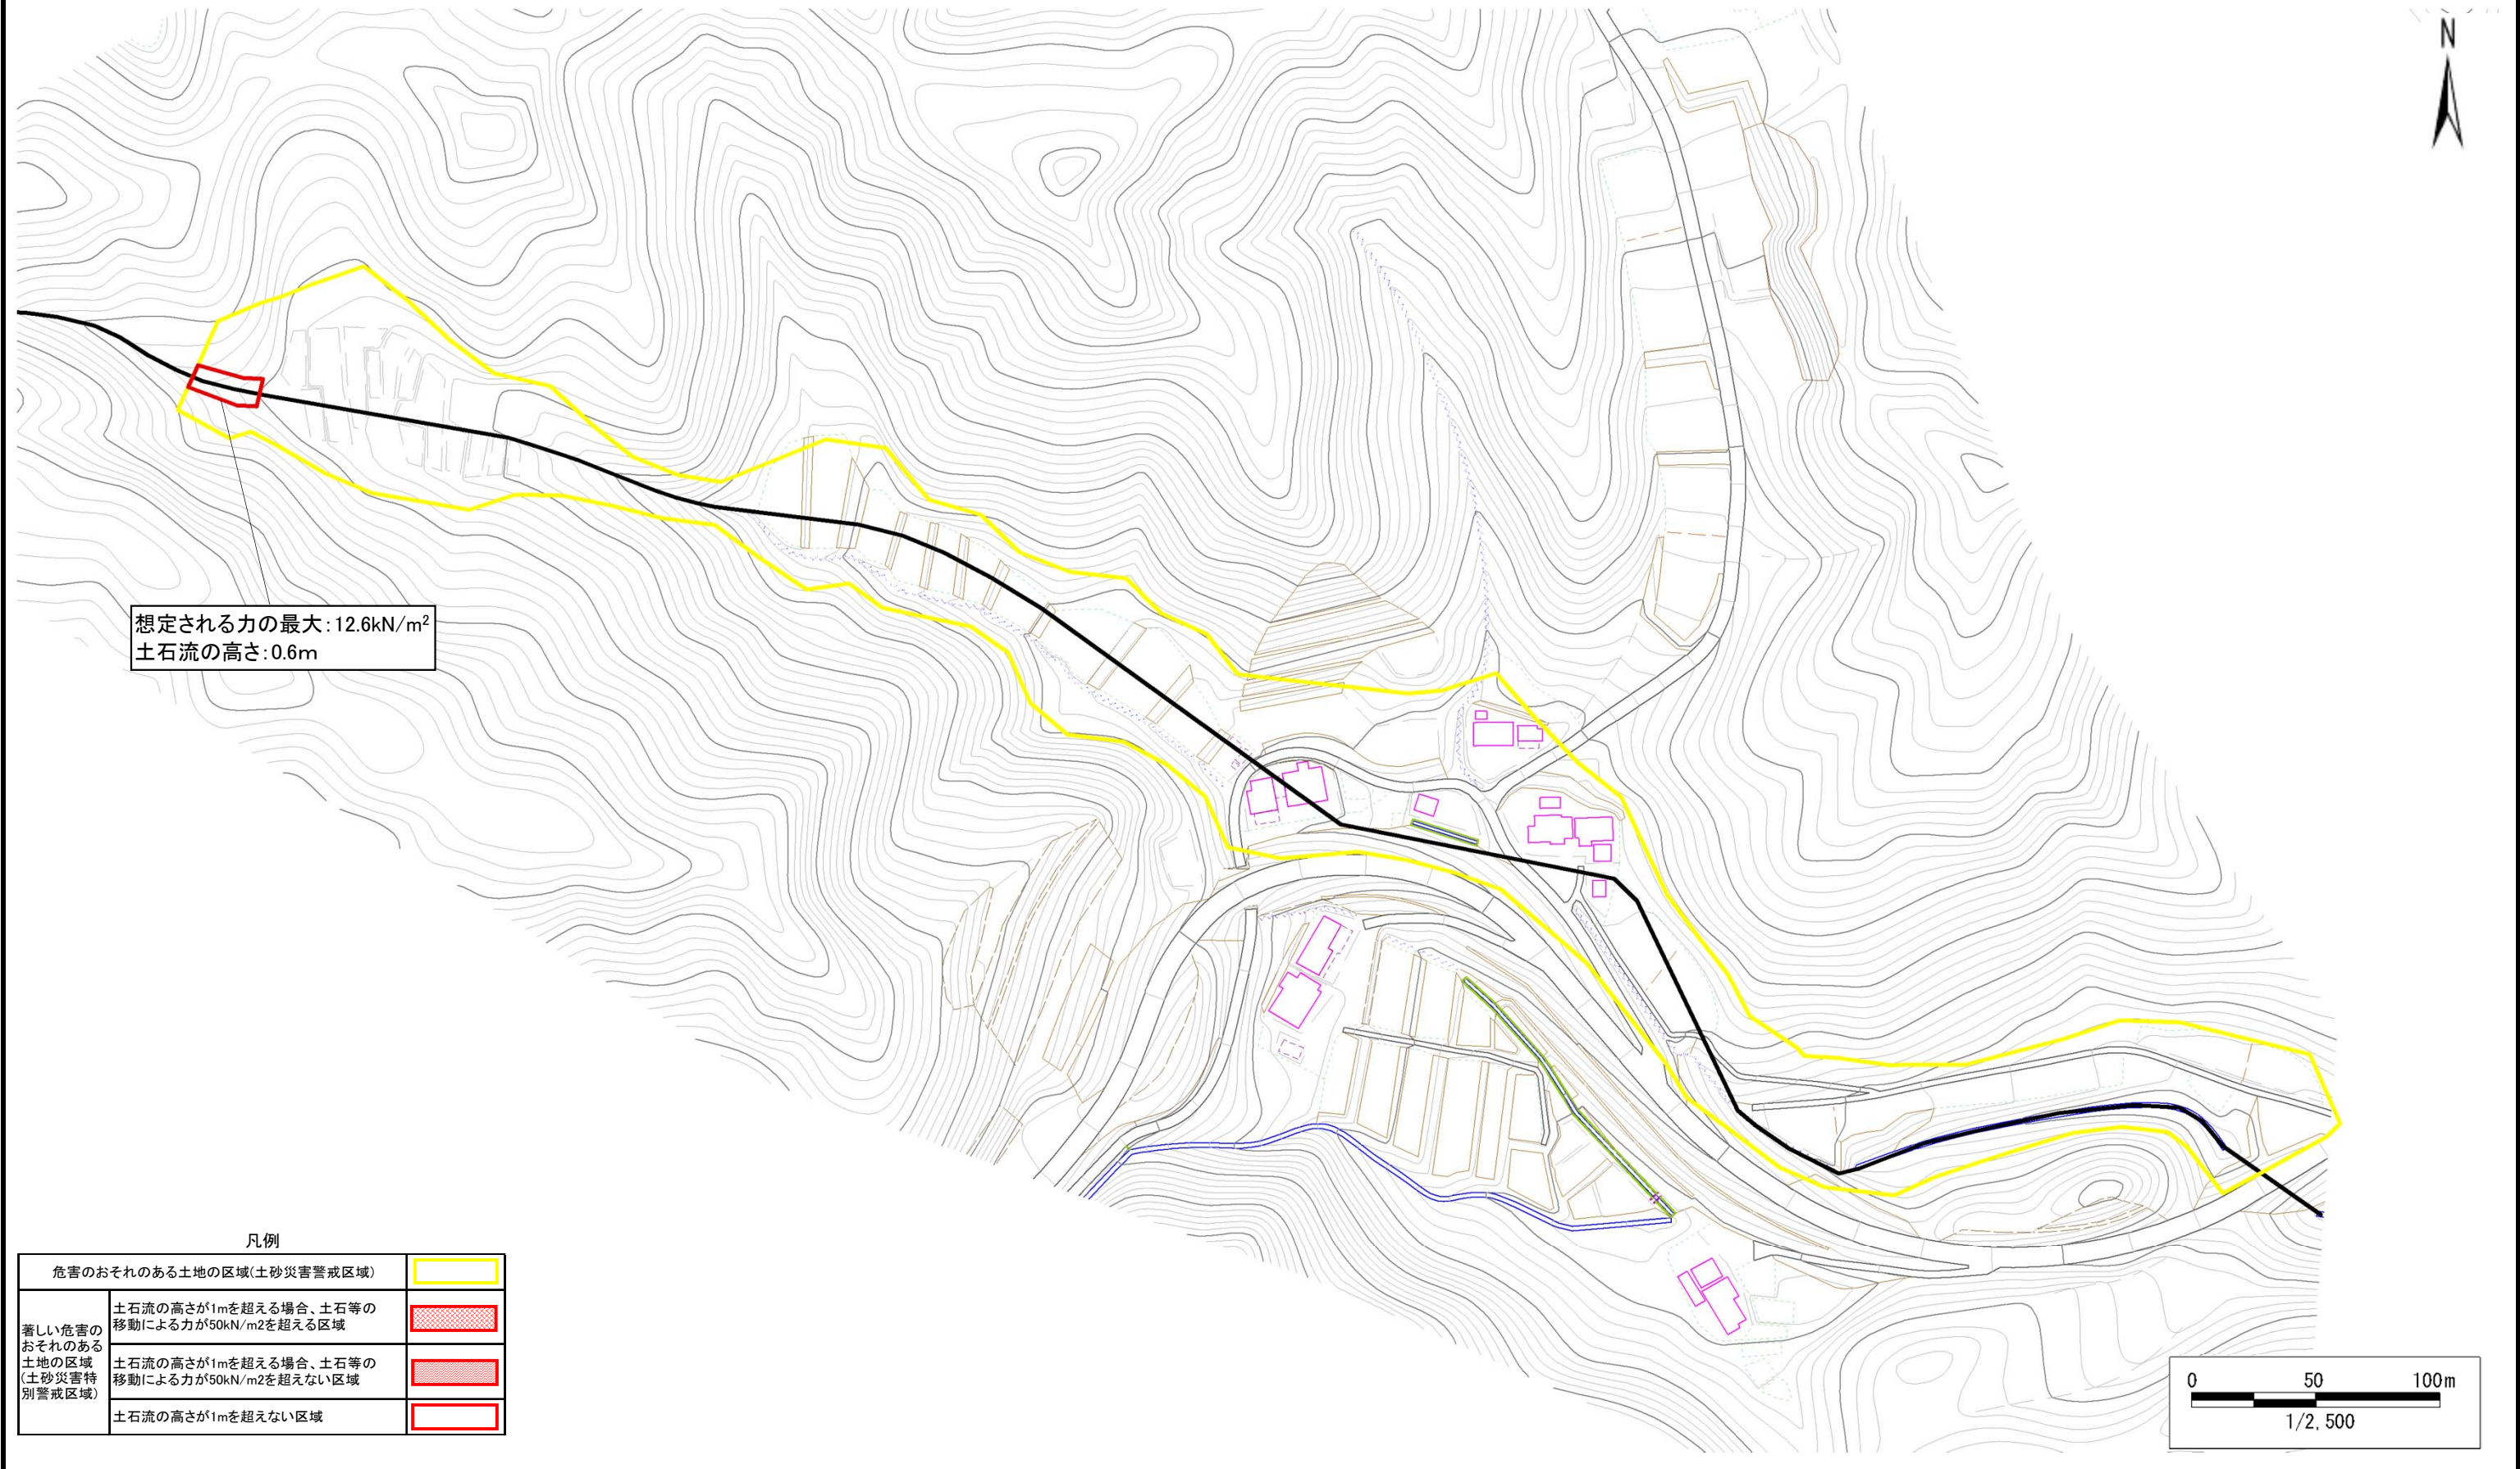 N
想定される力の最大:12.6kN/m²
土石流の高さ:0.6m
凡例
危害のおそれのある土地の区域(土砂災害警戒区域)
著しい危害の
おそれのある
土地の区域
(土砂災害特
別警戒区域)
土石流の高さが1mを超える場合、土石等の
移動による力が50kN/m2を超える区域
土石流の高さが1mを超える場合、土石等の
移動による力が50kN/m2を超えない区域
土石流の高さが1mを超えない区域
0 50 100m
1/2,500